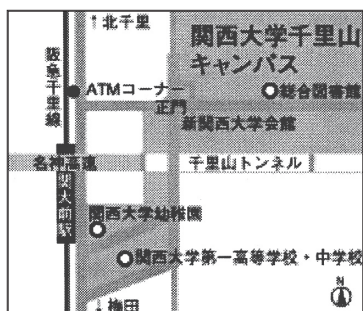 ↑北千里
関西大学千里山
キャンパス
阪急千里線
ATMコーナー
総合図書館
正門
新関西大学会館
名神高速
千里山トンネル
関大前駅
関西大学幼稚園
関西大学第一高等学校・中学校
↓梅田
N